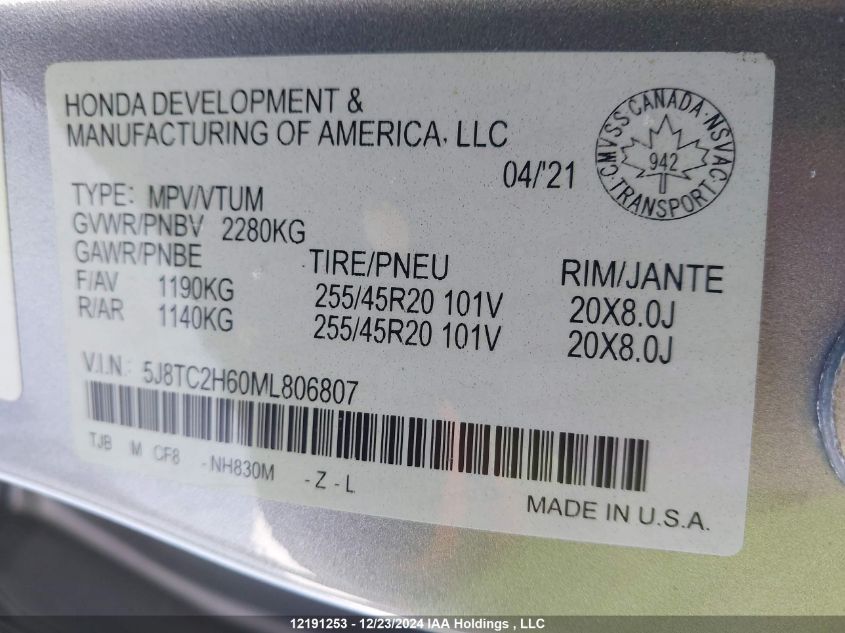 HONDA DEVELOPMENT &
MANUFACTURING OF AMERICA, LLC
04/'21
CMVSS CANADA-NSVAC
942
TRANSPORT
TYPE: MPV/VTUM
GVWR/PNBV 2280KG
GAWR/PNBE TIRE/PNEU RIM/JANTE
F/AV 1190KG 255/45R20 101V 20X8.0J
R/AR 1140KG 255/45R20 101V 20X8.0J
V.I.N.: 5J8TC2H60ML806807
TJB M CF8 -NH830M -Z-L
MADE IN U.S.A.
12191253 - 12/23/2024 IAA Holdings , LLC